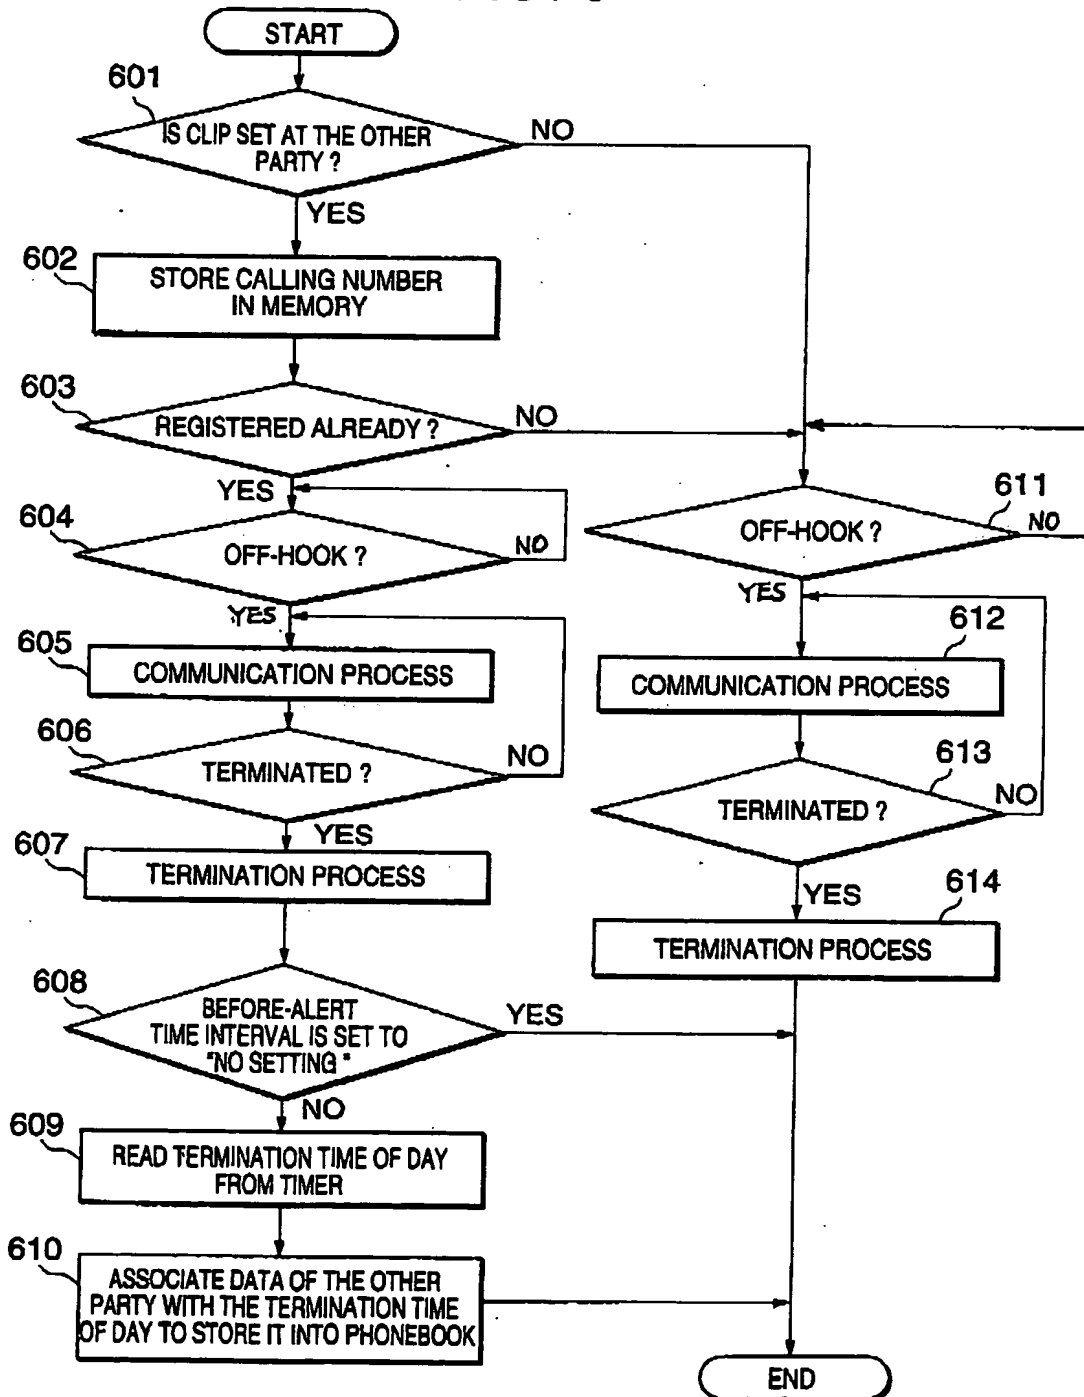 START
601
IS CLIP SET AT THE OTHER
PARTY ?
NO
YES
602
STORE CALLING NUMBER
IN MEMORY
603
REGISTERED ALREADY ?
NO
YES
604
OFF-HOOK ?
NO
YES
605
COMMUNICATION PROCESS
606
TERMINATED ?
NO
YES
607
TERMINATION PROCESS
608
BEFORE-ALERT
TIME INTERVAL IS SET TO
"NO SETTING "
YES
NO
609
READ TERMINATION TIME OF DAY
FROM TIMER
610
ASSOCIATE DATA OF THE OTHER
PARTY WITH THE TERMINATION TIME
OF DAY TO STORE IT INTO PHONEBOOK
611
OFF-HOOK ?
NO
YES
612
COMMUNICATION PROCESS
613
TERMINATED ?
NO
YES
614
TERMINATION PROCESS
END